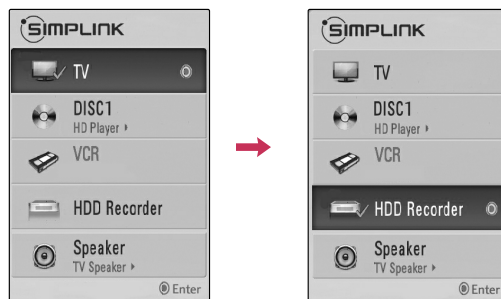 SIMPLINK
TV
DISC1
HD Player
VCR
HDD Recorder
Speaker
TV Speaker
Enter
SIMPLINK
TV
DISC1
HD Player
VCR
HDD Recorder
Speaker
TV Speaker
Enter